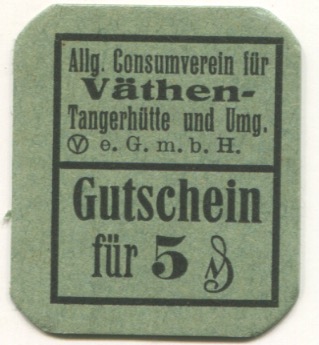 Allg. Consumverein für
Väthen-
Tangerhütte und Umg.
Ⓥ e. G. m. b. H.
Gutschein
für 5 ₰